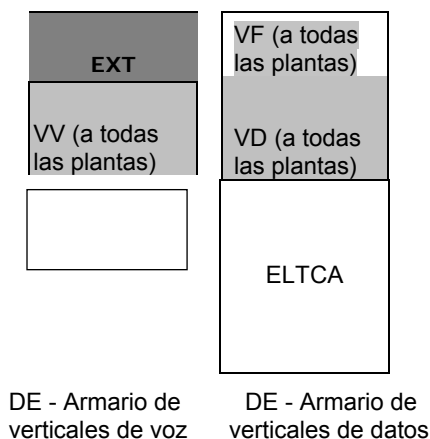 EXT
VV (a todas
las plantas)
VF (a todas
las plantas)
VD (a todas
las plantas)
ELTCA
DE - Armario de
verticales de voz
DE - Armario de
verticales de datos